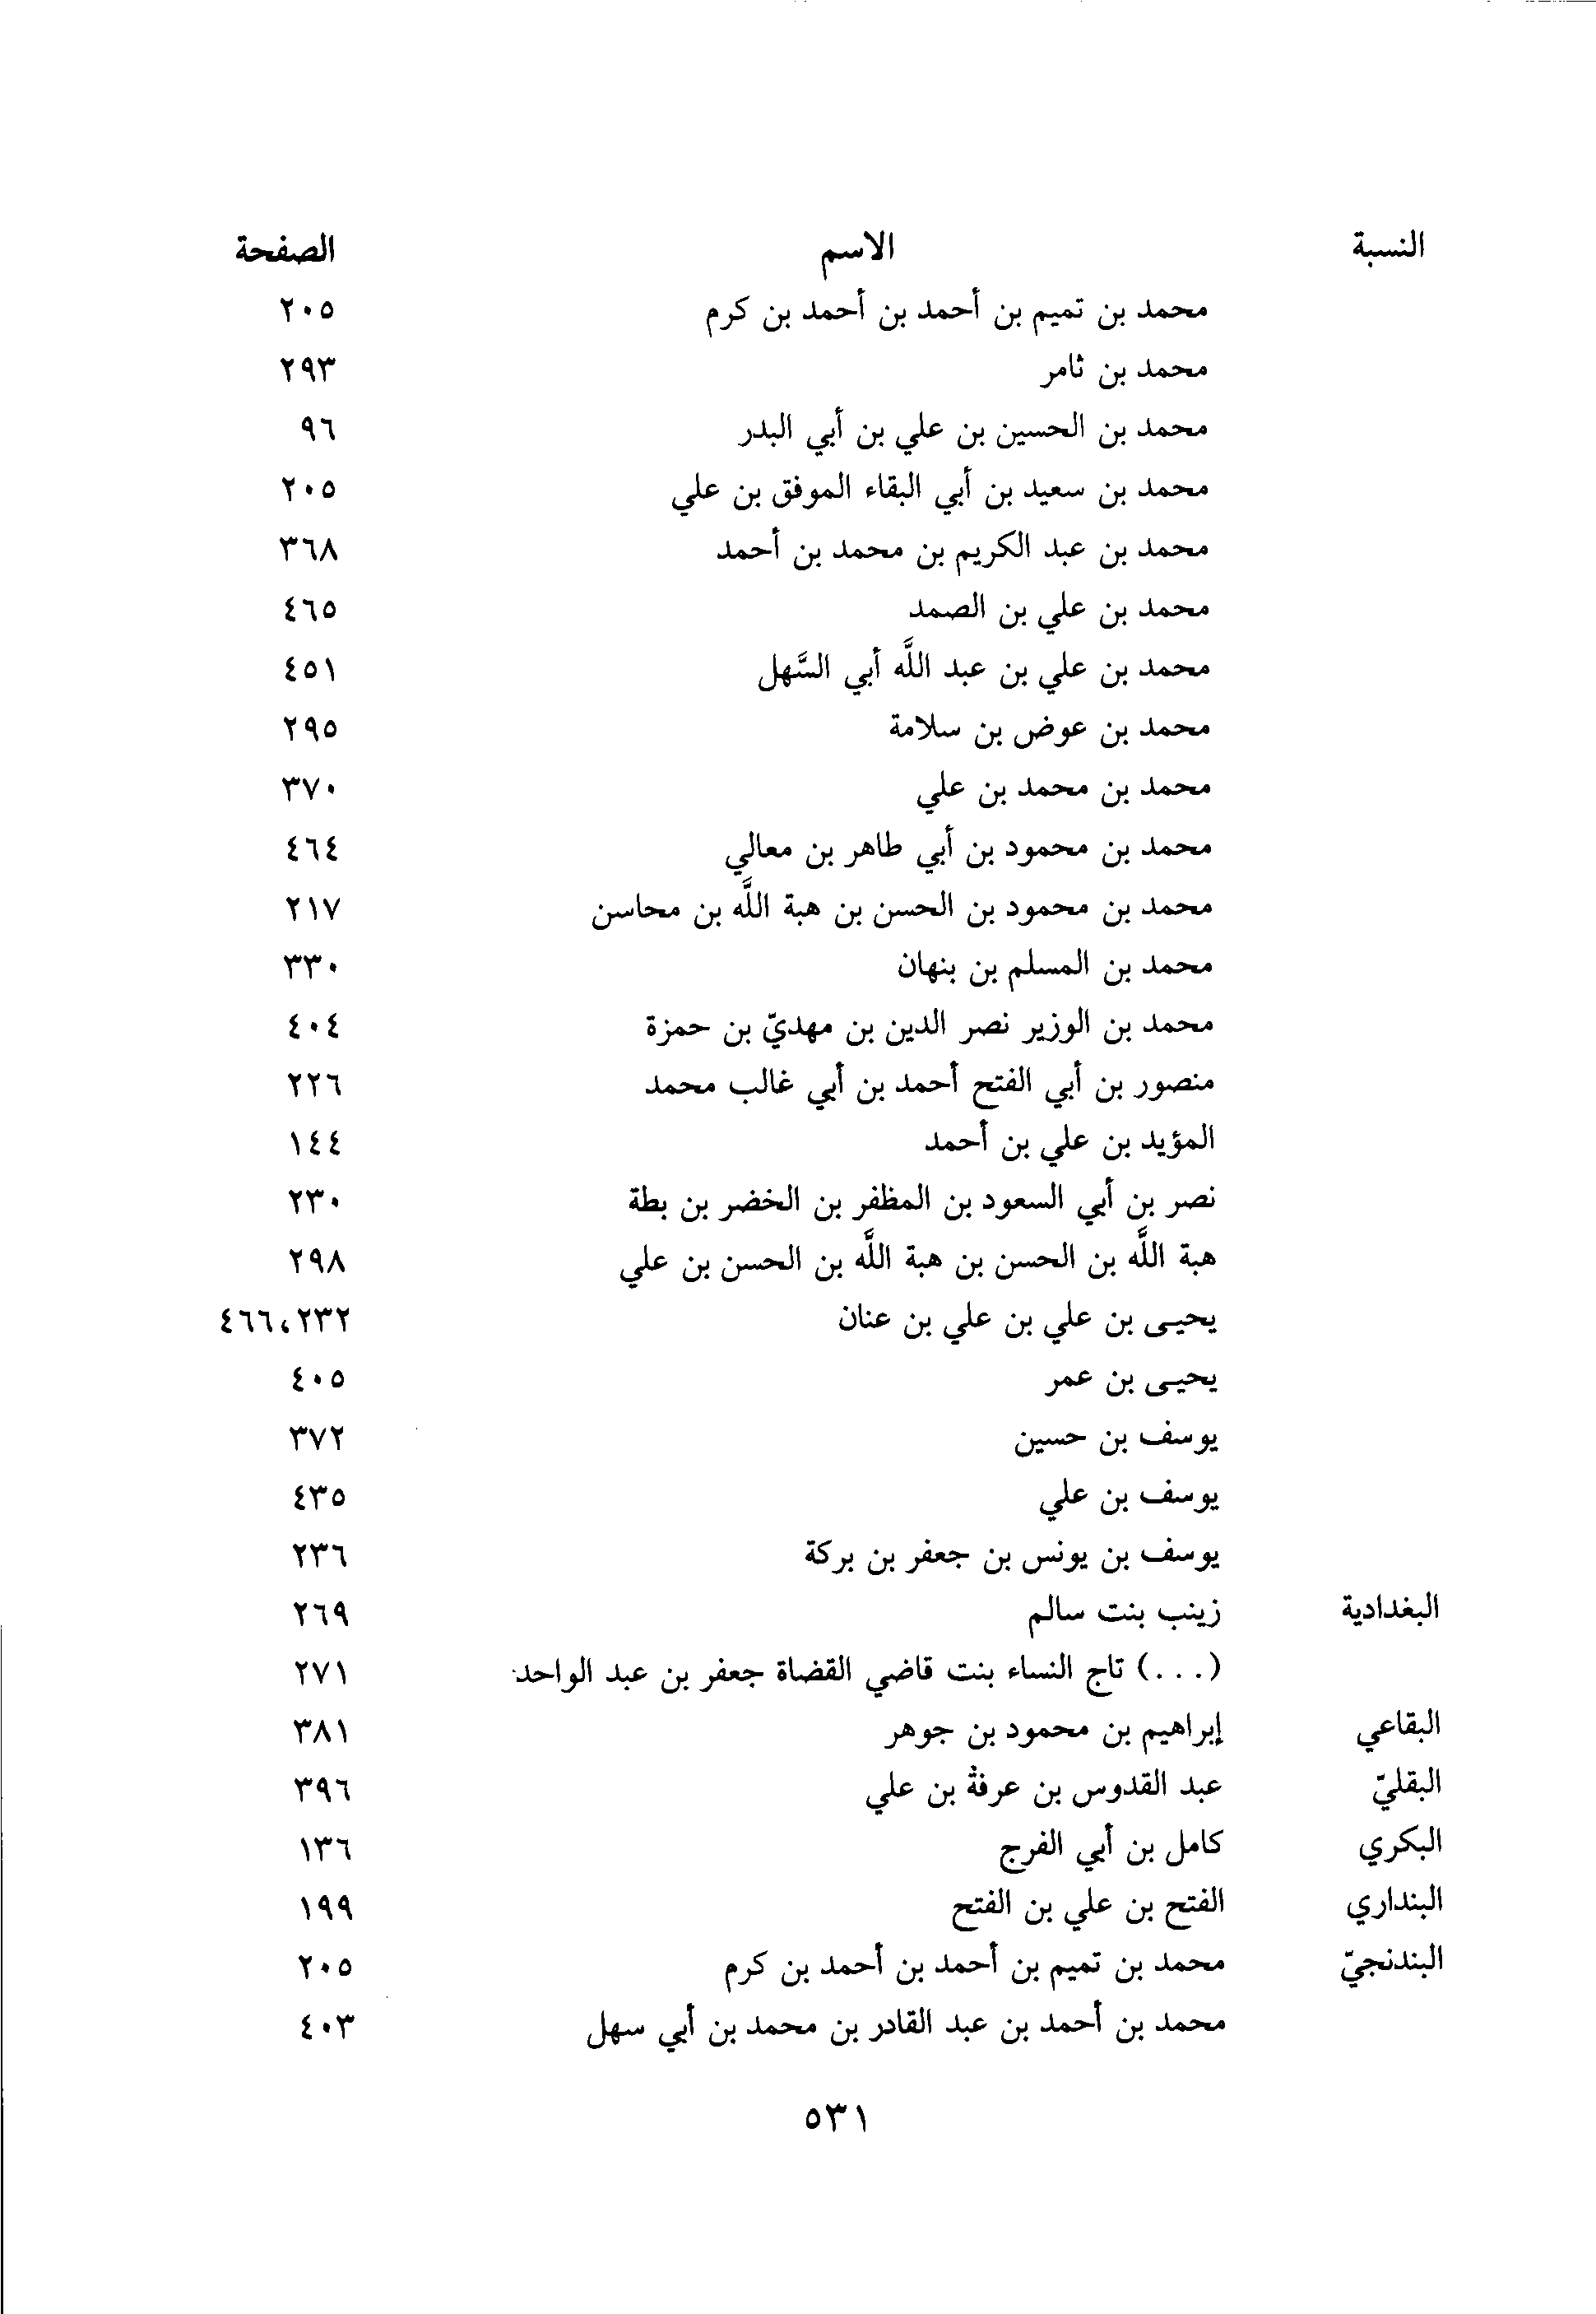 النسبة الاسم الصفحة
محمد بن تميم بن أحمد بن أحمد بن كرم ٢٠٥
محمد بن ثامر ٢٩٣
محمد بن الحسين بن علي بن أبي البدر ٩٦
محمد بن سعيد بن أبي البقاء الموفق بن علي ٢٠٥
محمد بن عبد الكريم بن محمد بن أحمد ٣٦٨
محمد بن علي بن الصمد ٤٦٥
محمد بن علي بن عبد اللَّه أبي السَّهل ٤٥١
محمد بن عوض بن سلامة ٢٩٥
محمد بن محمد بن علي ٣٧٠
محمد بن محمود بن أبي طاهر بن معالي ٤٦٤
محمد بن محمود بن الحسن بن هبة اللَّه بن محاسن ٢١٧
محمد بن المسلم بن بنهان ٣٣٠
محمد بن الوزير نصر الدين بن مهديّ بن حمزة ٤٠٤
منصور بن أبي الفتح أحمد بن أبي غالب محمد ٢٢٦
المؤيد بن علي بن أحمد ١٤٤
نصر بن أبي السعود بن المظفر بن الخضر بن بطة ٢٣٠
هبة اللَّه بن الحسن بن هبة اللَّه بن الحسن بن علي ٢٩٨
يحيى بن علي بن علي بن عنان ٢٣٢، ٤٦٦
يحيى بن عمر ٤٠٥
يوسف بن حسين ٣٧٢
يوسف بن علي ٤٣٥
يوسف بن يونس بن جعفر بن بركة ٢٣٦
البغدادية زينب بنت سالم ٢٦٩
(...) تاج النساء بنت قاضي القضاة جعفر بن عبد الواحد ٢٧١
البقاعي إبراهيم بن محمود بن جوهر ٣٨١
البقليّ عبد القدوس بن عرفة بن علي ٣٩٦
البكري كامل بن أبي الفرج ١٣٦
البنداري الفتح بن علي بن الفتح ١٩٩
البندنجيّ محمد بن تميم بن أحمد بن أحمد بن كرم ٢٠٥
محمد بن أحمد بن عبد القادر بن محمد بن أبي سهل ٤٠٣
٥٣١